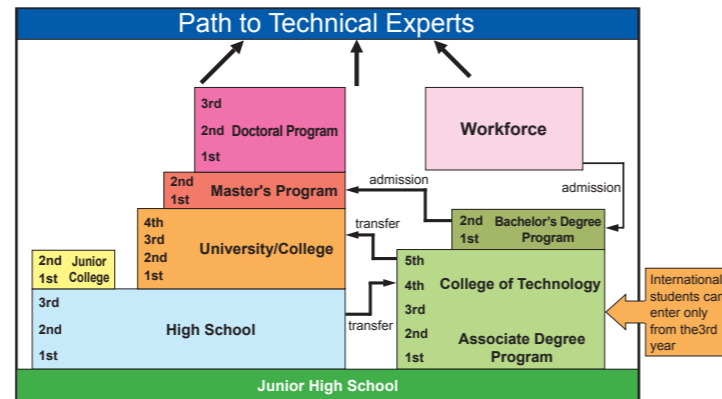 Path to Technical Experts
3rd
2nd Doctoral Program
1st
Workforce
2nd
1st
Master's Program
admission
admission
4th
3rd
2nd
1st
University/College
transfer
2nd
1st
Bachelor's Degree
Program
2nd Junior
1st College
5th
4th College of Technology
3rd
2nd
1st
Associate Degree
Program
3rd
2nd High School
1st
transfer
International
students can
enter only
from the3rd
year
Junior High School